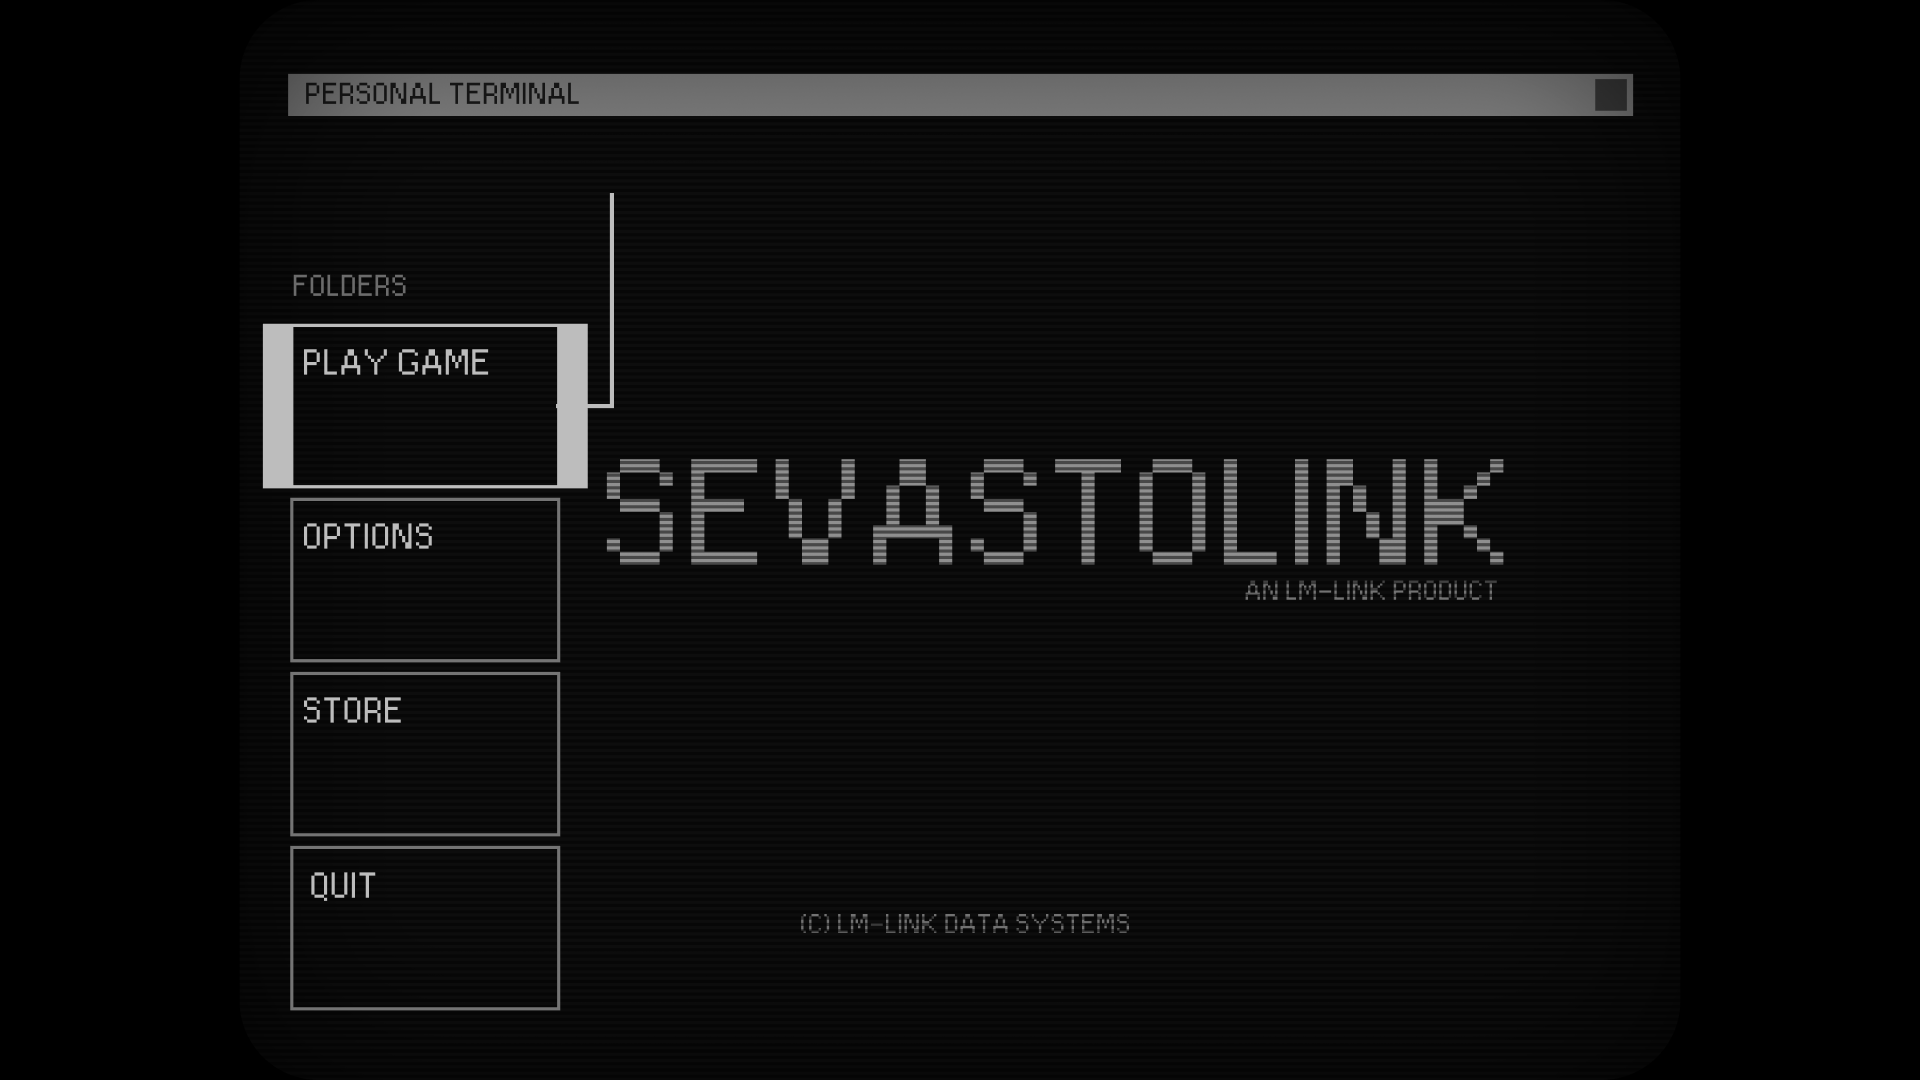 PERSONAL TERMINAL
FOLDERS
PLAY GAME
OPTIONS
STORE
QUIT
SEVASTOLINK
AN LM-LINK PRODUCT
(C) LM-LINK DATA SYSTEMS